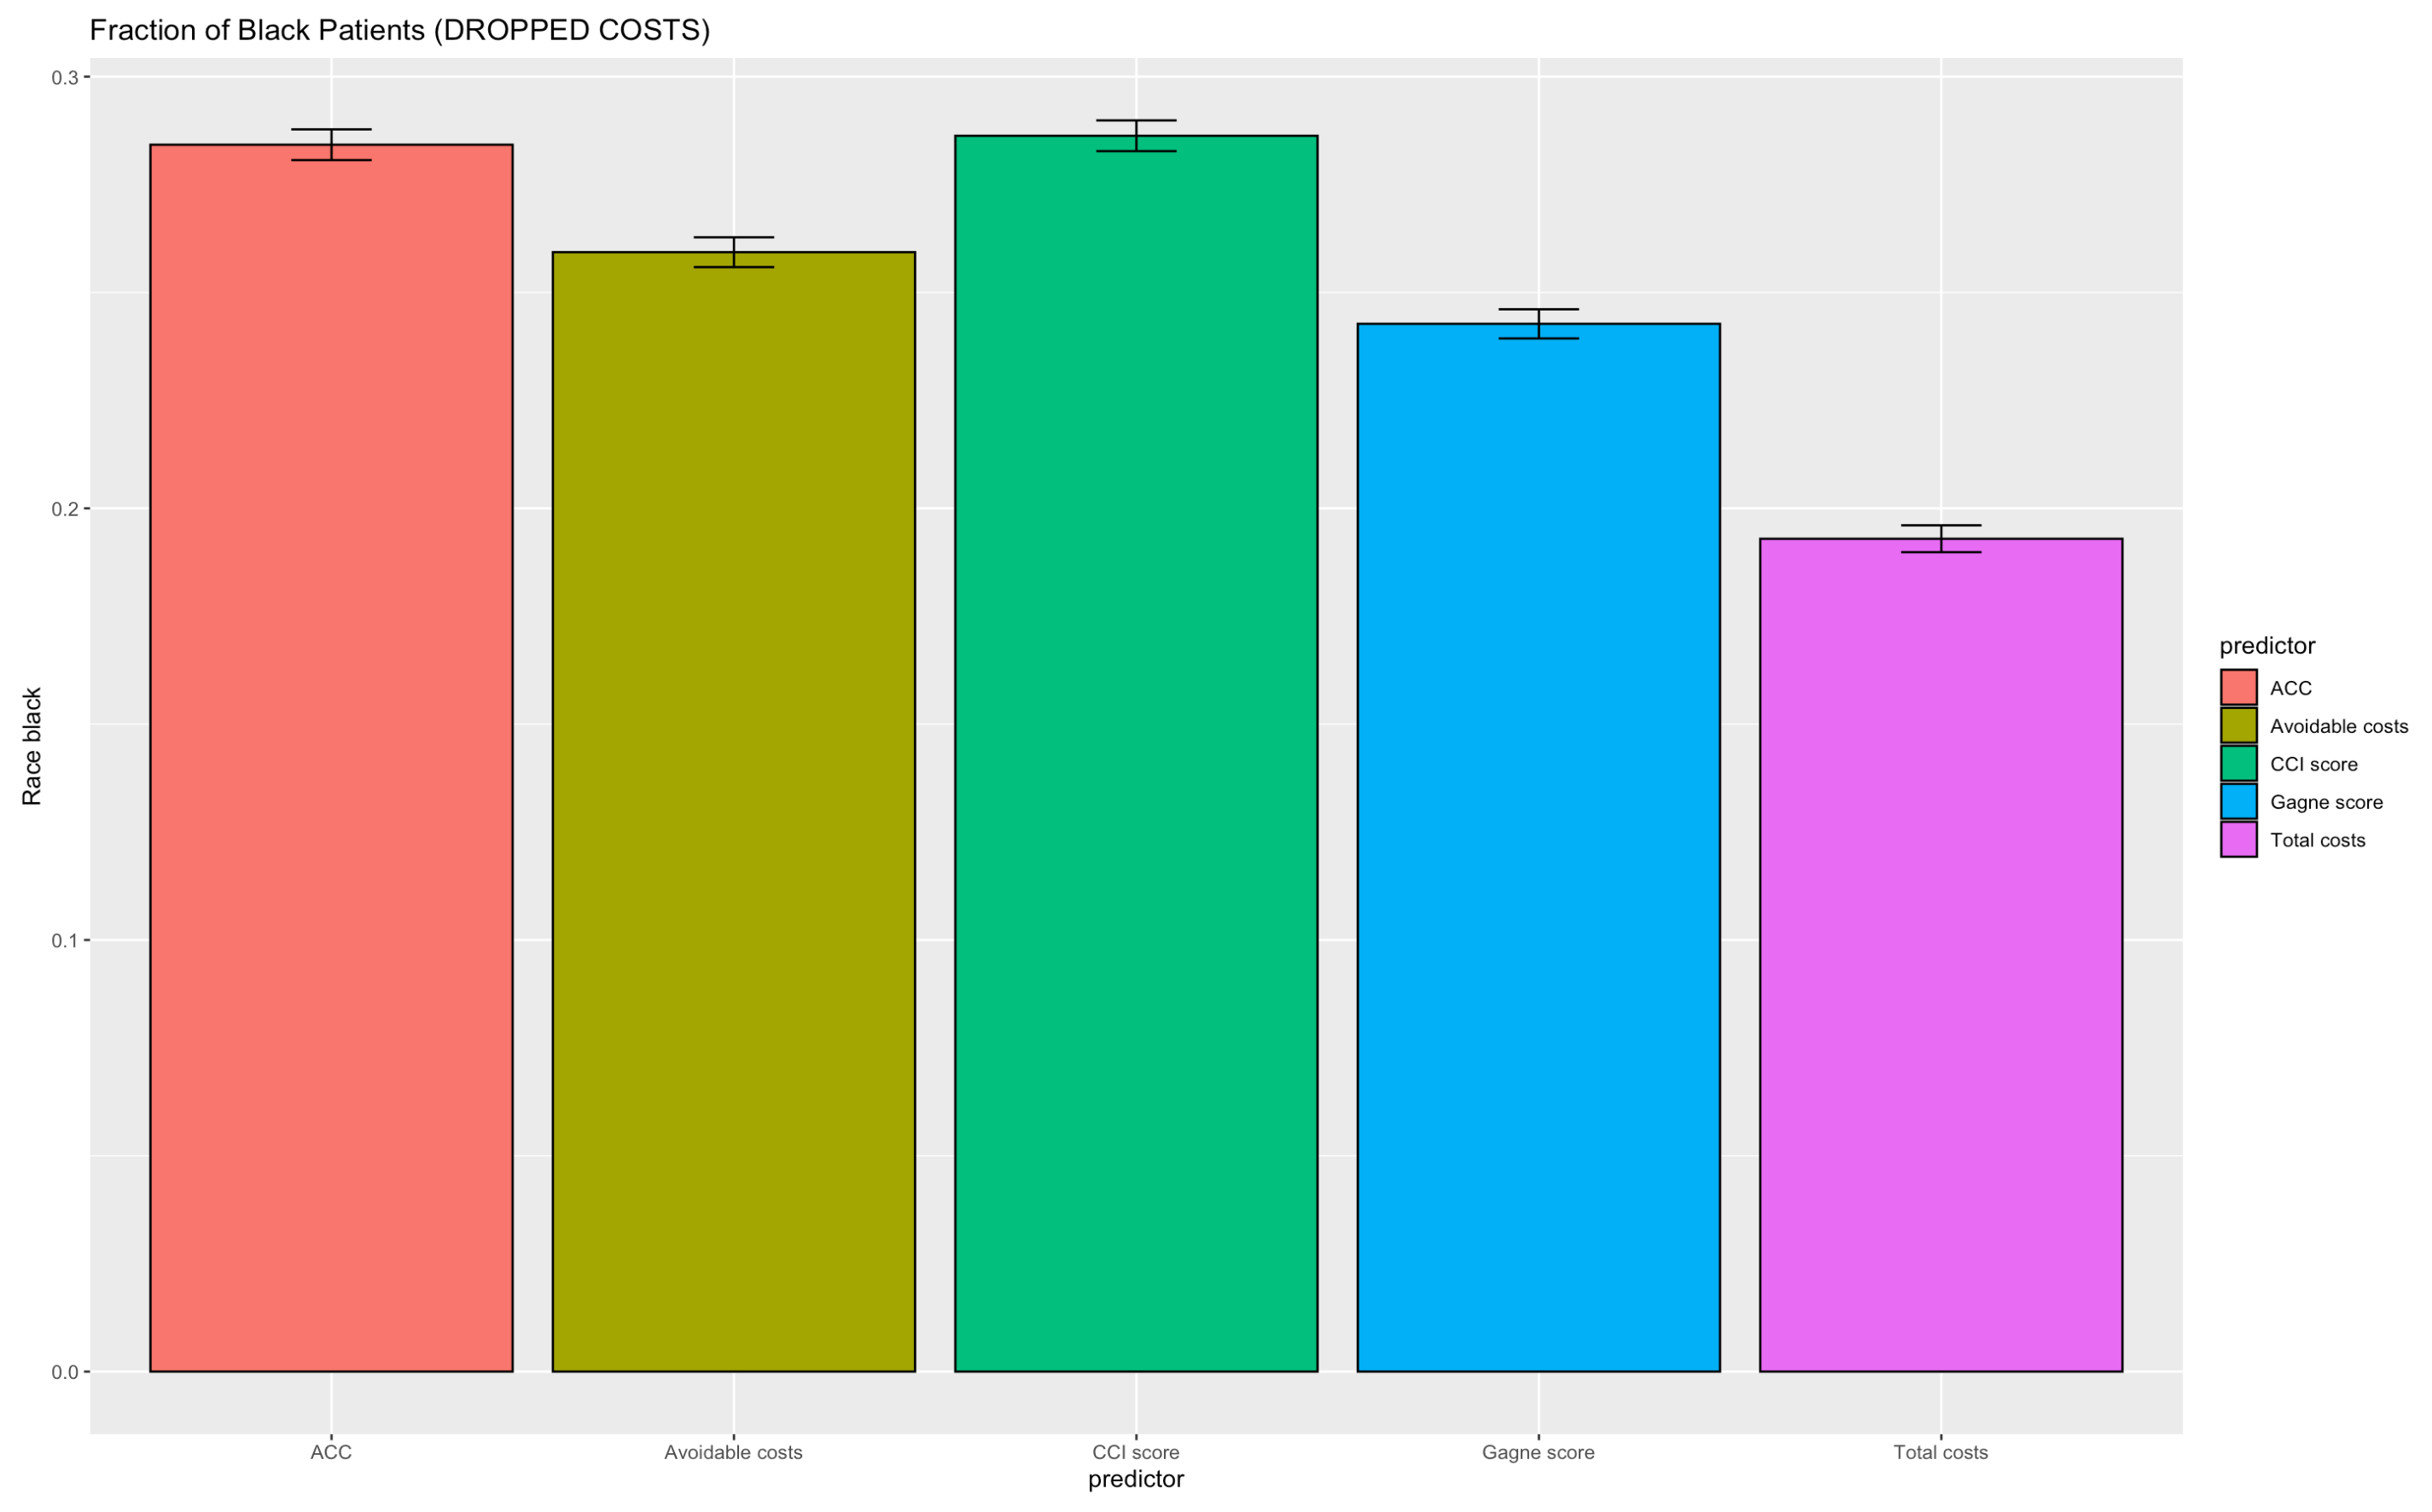 Fraction of Black Patients (DROPPED COSTS)
0.3
0.2
0.1
0.0
Race black
ACC
Avoidable costs
CCI score
Gagne score
Total costs
predictor
predictor
ACC
Avoidable costs
CCI score
Gagne score
Total costs